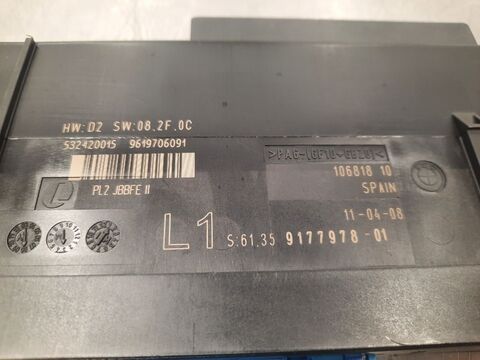 HW:D2 SW:08.2F.0C
532420015 9619706091
PL2 JBBFE II
>PA6-(GF10+GB20)<
106818 10
SPAIN
11-04-08
L1 S:61.35 9177978-01